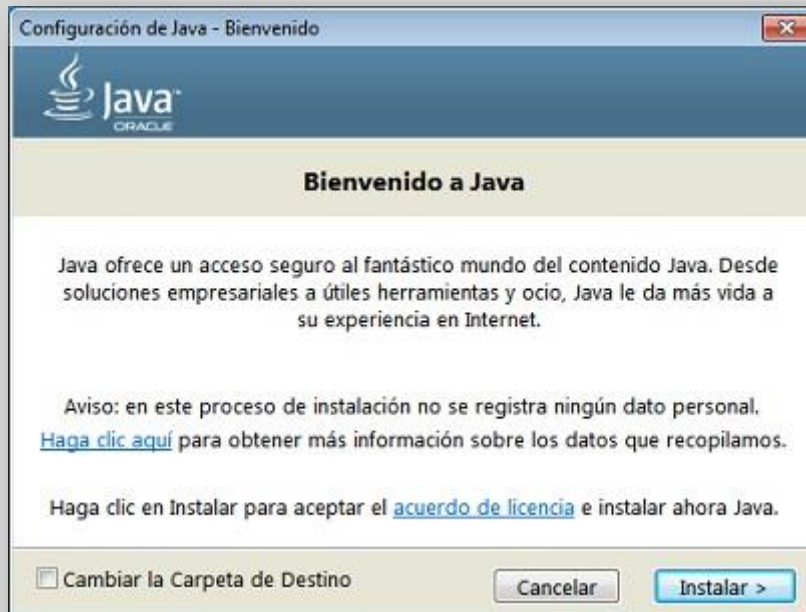 Configuración de Java - Bienvenido
Java™
ORACLE
Bienvenido a Java
Java ofrece un acceso seguro al fantástico mundo del contenido Java. Desde
soluciones empresariales a útiles herramientas y ocio, Java le da más vida a
su experiencia en Internet.
Aviso: en este proceso de instalación no se registra ningún dato personal.
Haga clic aquí para obtener más información sobre los datos que recopilamos.
Haga clic en Instalar para aceptar el acuerdo de licencia e instalar ahora Java.
Cambiar la Carpeta de Destino
Cancelar
Instalar >